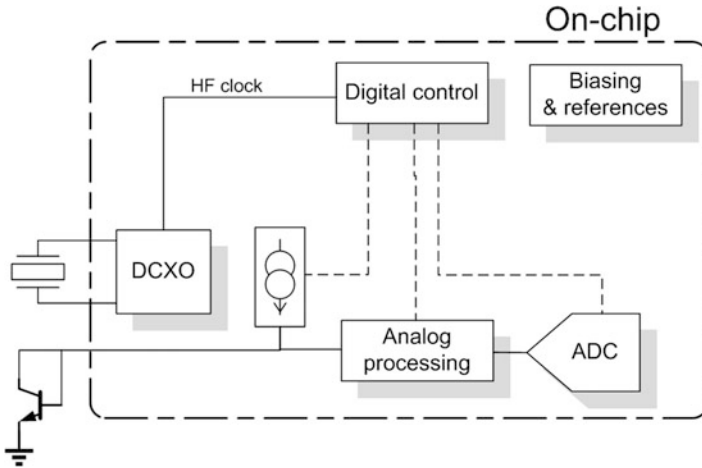 On-chip
HF clock
Digital control
Biasing
& references
DCXO
Analog
processing
ADC